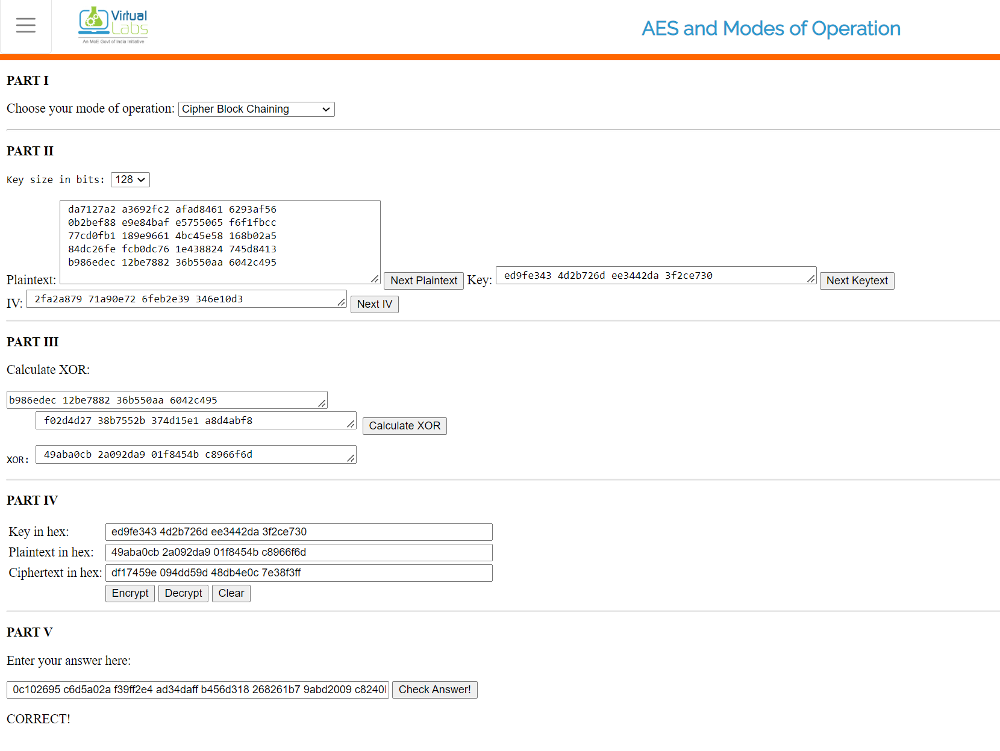 Virtual
Labs
An MoE Govt of India Initiative
AES and Modes of Operation
PART I
Choose your mode of operation: Cipher Block Chaining
PART II
Key size in bits: 128
da7127a2 a3692fc2 afad8461 6293af56
0b2bef88 e9e84baf e5755065 f6f1fbcc
77cd0fb1 189e9661 4bc45e58 168b02a5
84dc26fe fcb0dc76 1e438824 745d8413
b986edec 12be7882 36b550aa 6042c495
Plaintext: Next Plaintext Key: ed9fe343 4d2b726d ee3442da 3f2ce730 Next Keytext
IV: 2fa2a879 71a90e72 6feb2e39 346e10d3 Next IV
PART III
Calculate XOR:
b986edec 12be7882 36b550aa 6042c495
f02d4d27 38b7552b 374d15e1 a8d4abf8 Calculate XOR
XOR: 49aba0cb 2a092da9 01f8454b c8966f6d
PART IV
Key in hex: ed9fe343 4d2b726d ee3442da 3f2ce730
Plaintext in hex: 49aba0cb 2a092da9 01f8454b c8966f6d
Ciphertext in hex: df17459e 094dd59d 48db4e0c 7e38f3ff
Encrypt Decrypt Clear
PART V
Enter your answer here:
0c102695 c6d5a02a f39ff2e4 ad34daff b456d318 268261b7 9abd2009 c8240 Check Answer!
CORRECT!